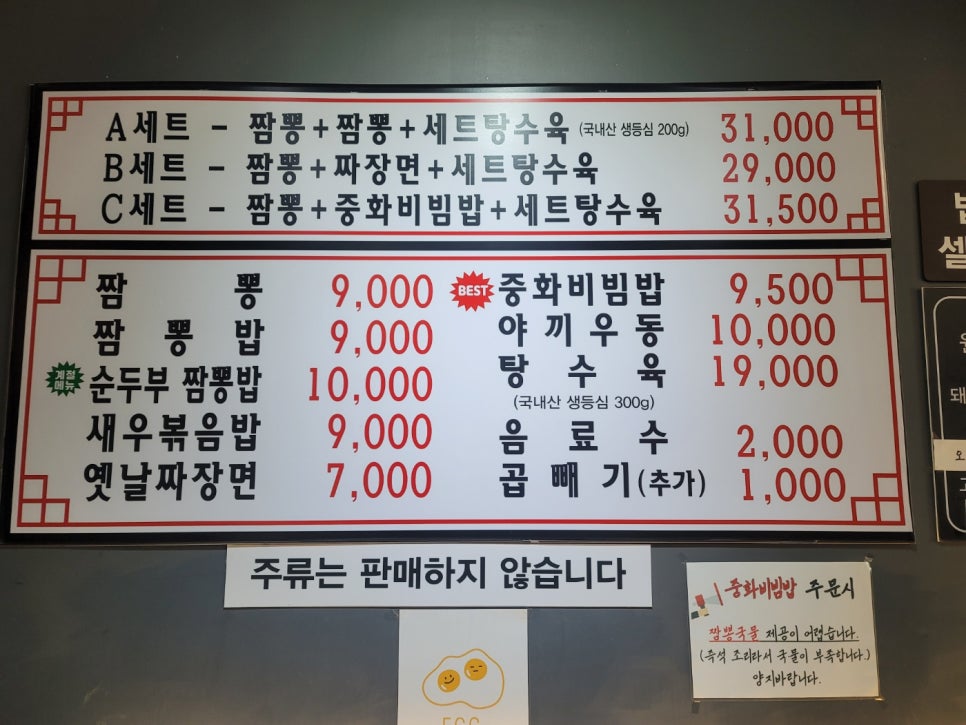 A세트 - 짬뽕+짬뽕+세트탕수육 (국내산 생등심 200g) 31,000
B세트 - 짬뽕+짜장면+세트탕수육 29,000
C세트 - 짬뽕+중화비빔밥+세트탕수육 31,500
짬뽕 9,000
짬뽕밥 9,000
계절메뉴 순두부 짬뽕밥 10,000
새우볶음밥 9,000
옛날짜장면 7,000
BEST 중화비빔밥 9,500
야끼우동 10,000
탕수육 19,000
(국내산 생등심 300g)
음료수 2,000
곱빼기(추가) 1,000
주류는 판매하지 않습니다
중화비빔밥 주문시
짬뽕국물 제공이 어렵습니다.
(즉석 조리라서 국물이 부족합니다.)
양지바랍니다.
EGG